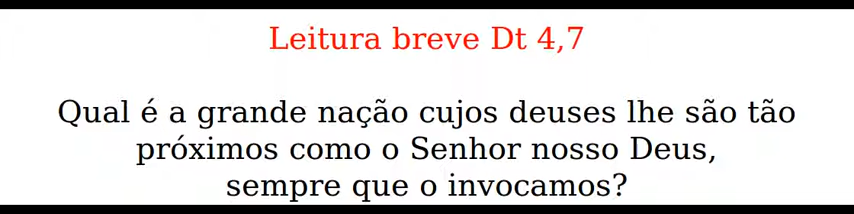 Leitura breve Dt 4,7
Qual é a grande nação cujos deuses lhe são tão
próximos como o Senhor nosso Deus,
sempre que o invocamos?